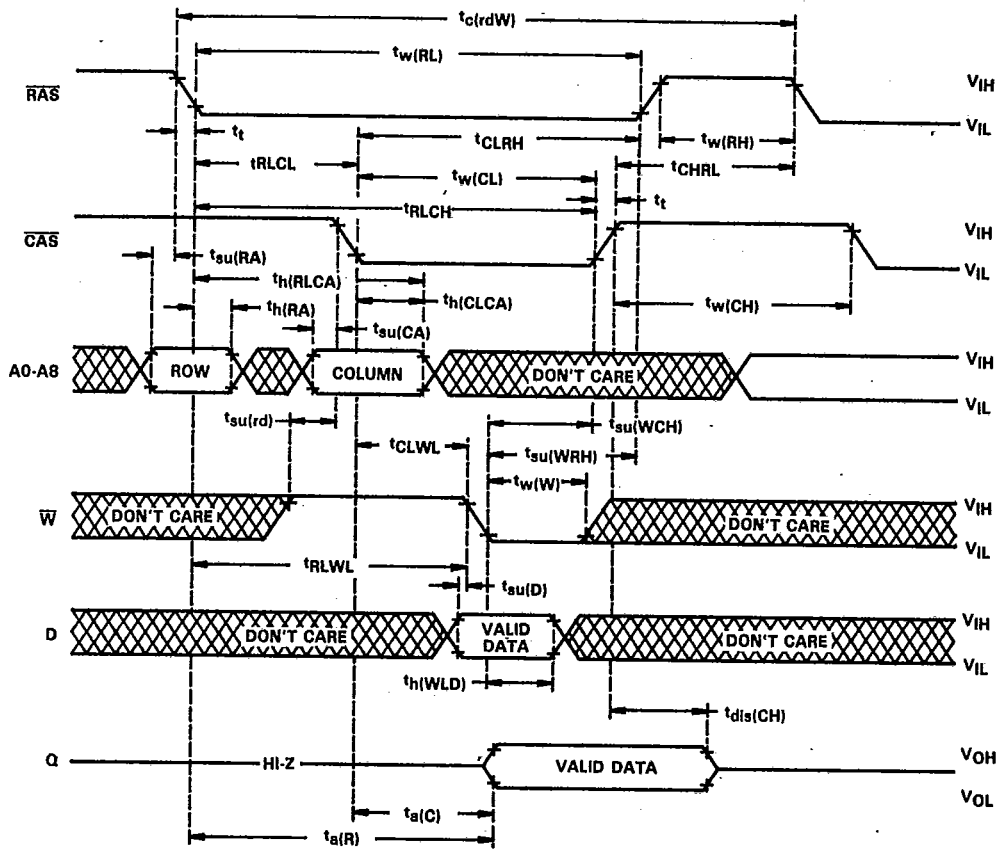 tc(rdW)
tw(RL)
RAS
VIH
VIL
tt
tCLRH
tw(RH)
tRLCL
tCHRL
tw(CL)
tt
tRLCH
CAS
VIH
VIL
tsu(RA)
th(RLCA)
th(RA)
th(CLCA)
tw(CH)
tsu(CA)
A0-A8
ROW
COLUMN
DON'T CARE
VIH
VIL
tsu(rd)
tsu(WCH)
tCLWL
tsu(WRH)
tw(W)
W
DON'T CARE
DON'T CARE
VIH
VIL
tRLWL
tsu(D)
D
DON'T CARE
VALID
DATA
DON'T CARE
VIH
VIL
th(WLD)
tdis(CH)
Q
HI-Z
VALID DATA
VOH
VOL
ta(C)
ta(R)